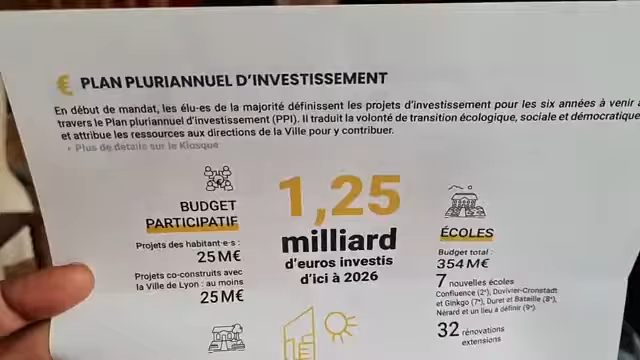 € PLAN PLURIANNUEL D'INVESTISSEMENT
En début de mandat, les élu-es de la majorité définissent les projets d'investissement pour les six années à venir à
travers le Plan pluriannuel d'investissement (PPI). Il traduit la volonté de transition écologique, sociale et démocratique
et attribue les ressources aux directions de la Ville pour y contribuer.
+ Plus de détails sur le Kiosque
BUDGET
PARTICIPATIF
Projets des habitant·e·s :
25 M€
Projets co-construits avec
la Ville de Lyon : au moins
25 M€
1,25
milliard
d'euros investis
d'ici à 2026
ÉCOLES
Budget total :
354 M€
7 nouvelles écoles
Confluence (2ᵉ), Duvivier-Cronstadt
et Ginkgo (7ᵉ), Duret et Bataille (8ᵉ),
Nérard et un lieu à définir (9ᵉ)
32 rénovations
extensions